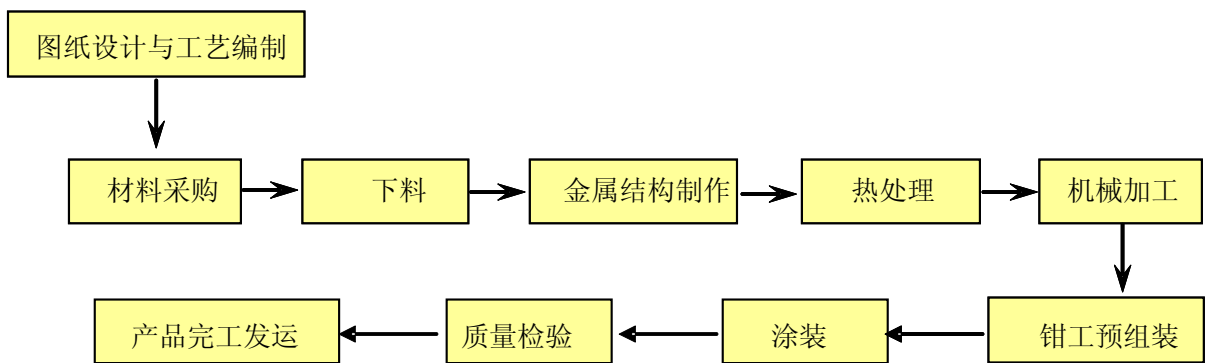 图纸设计与工艺编制
材料采购
下料
金属结构制作
热处理
机械加工
钳工预组装
涂装
质量检验
产品完工发运